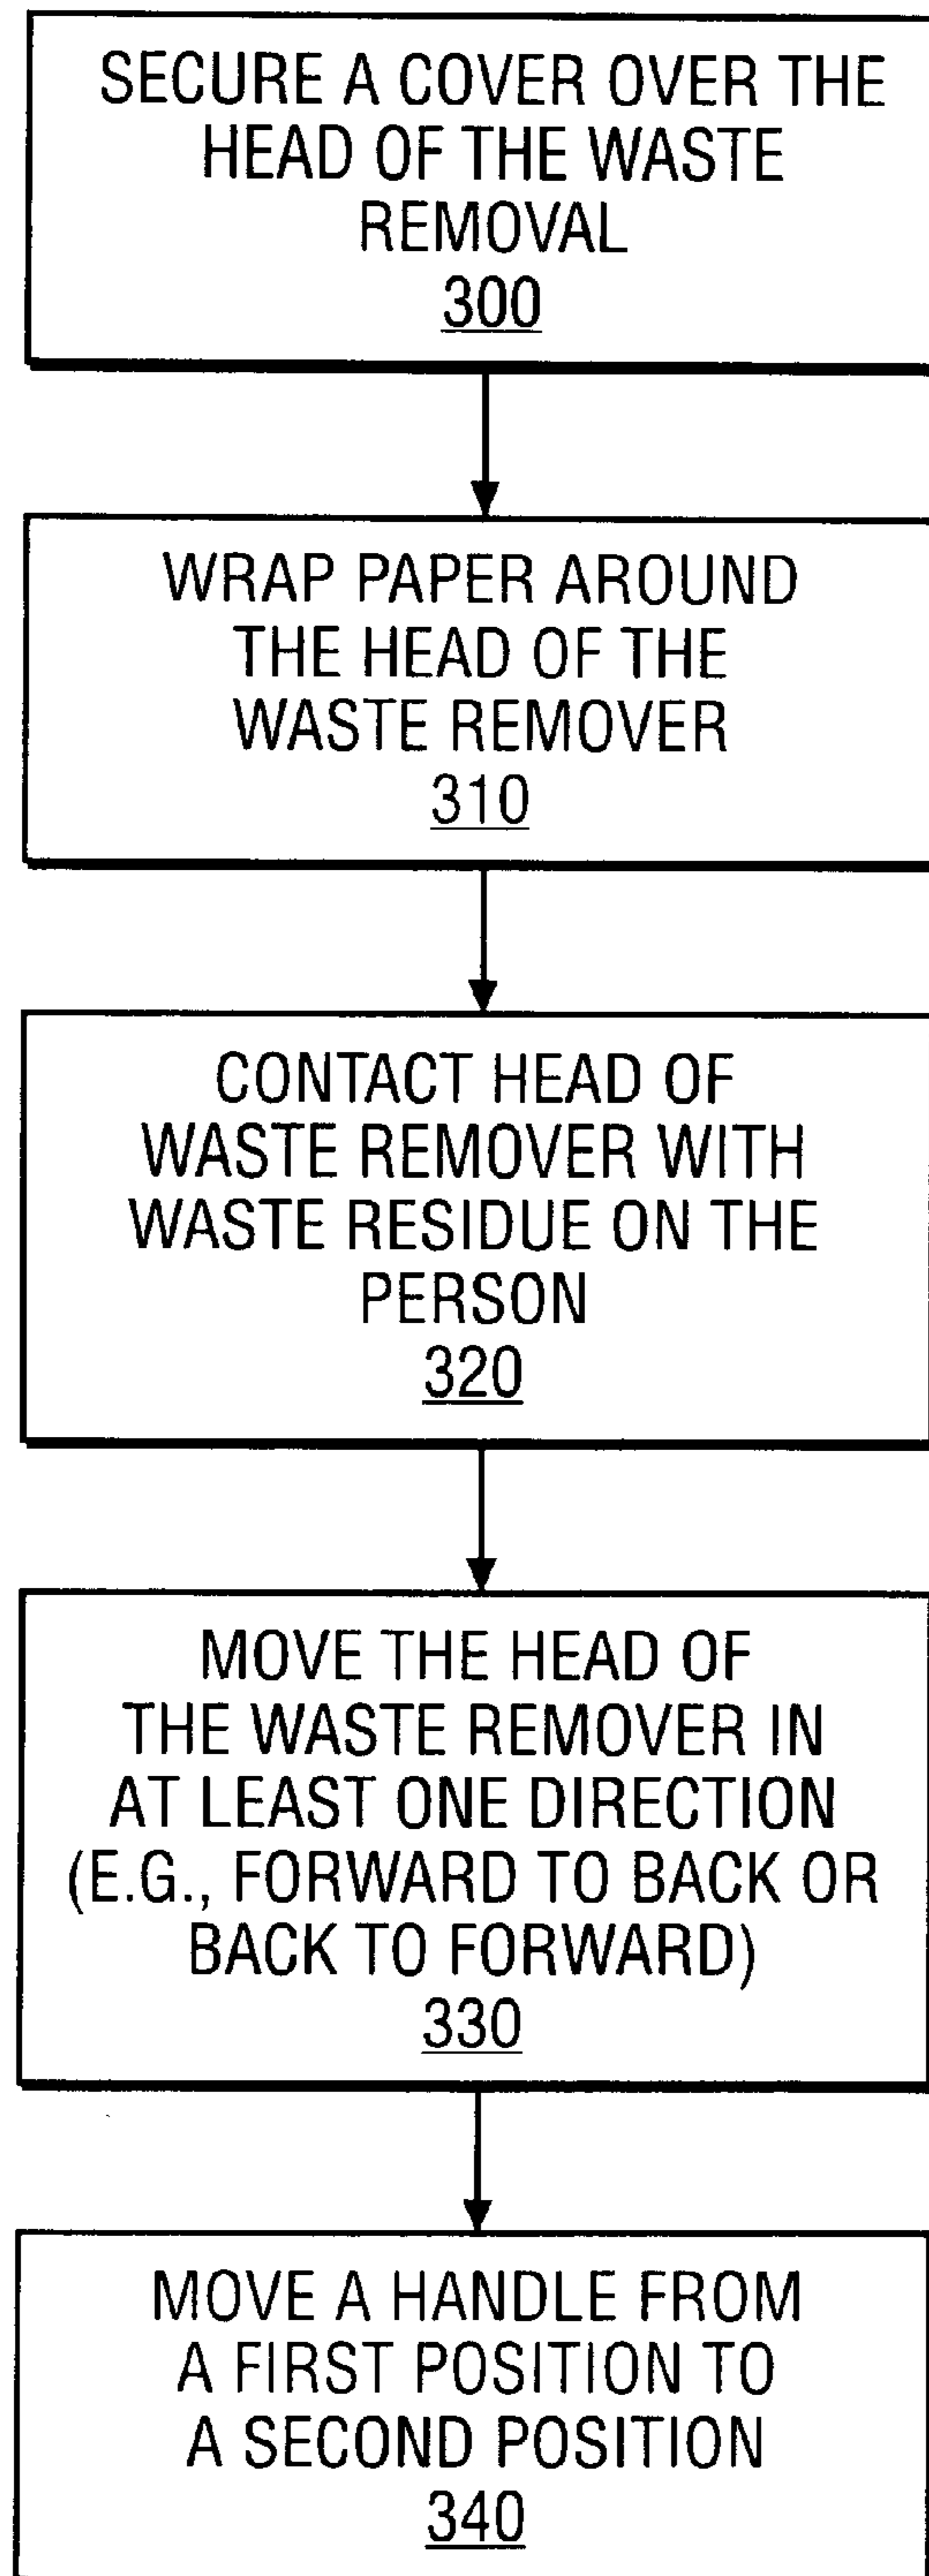 SECURE A COVER OVER THE
HEAD OF THE WASTE
REMOVAL
300
WRAP PAPER AROUND
THE HEAD OF THE
WASTE REMOVER
310
CONTACT HEAD OF
WASTE REMOVER WITH
WASTE RESIDUE ON THE
PERSON
320
MOVE THE HEAD OF
THE WASTE REMOVER IN
AT LEAST ONE DIRECTION
(E.G., FORWARD TO BACK OR
BACK TO FORWARD)
330
MOVE A HANDLE FROM
A FIRST POSITION TO
A SECOND POSITION
340